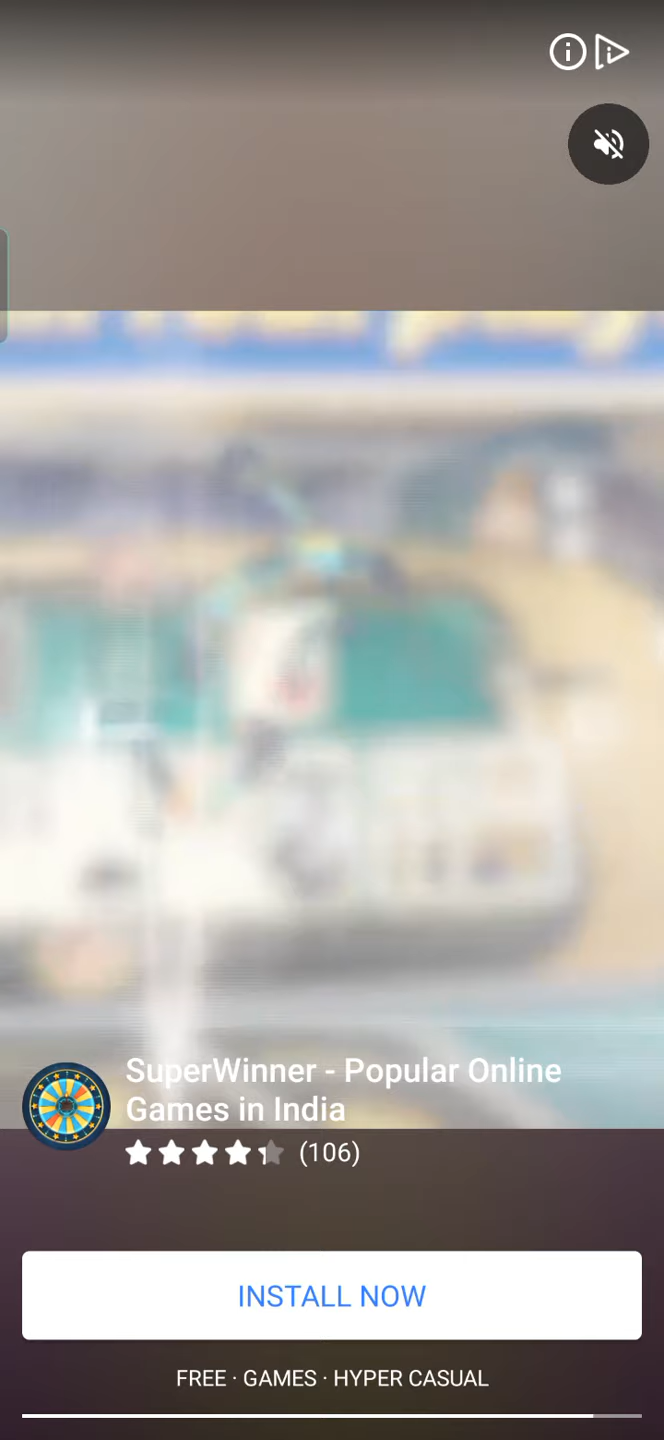 SuperWinner - Popular Online
Games in India
(106)
INSTALL NOW
FREE · GAMES · HYPER CASUAL